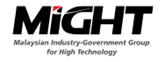 MiGHT
Malaysian Industry-Government Group
for High Technology